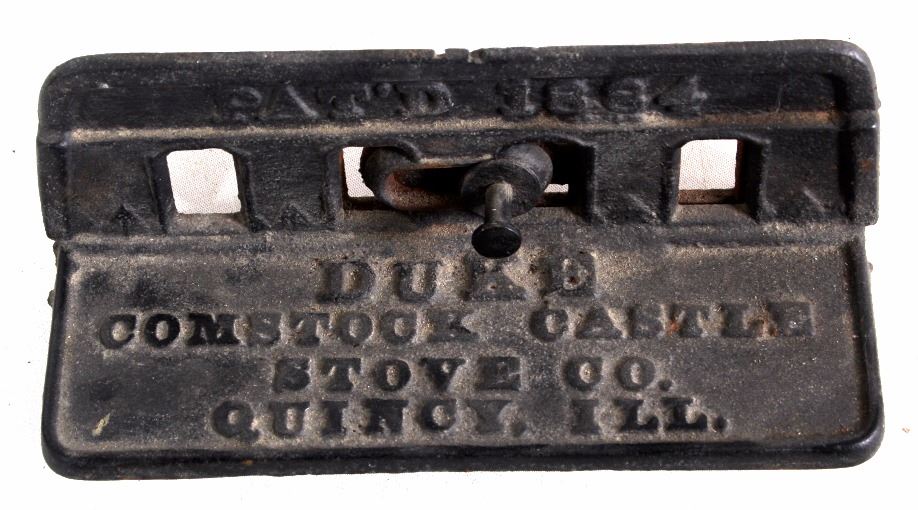 PAT'D 1884
DUKE
COMSTOCK CASTLE
STOVE CO.
QUINCY, ILL.